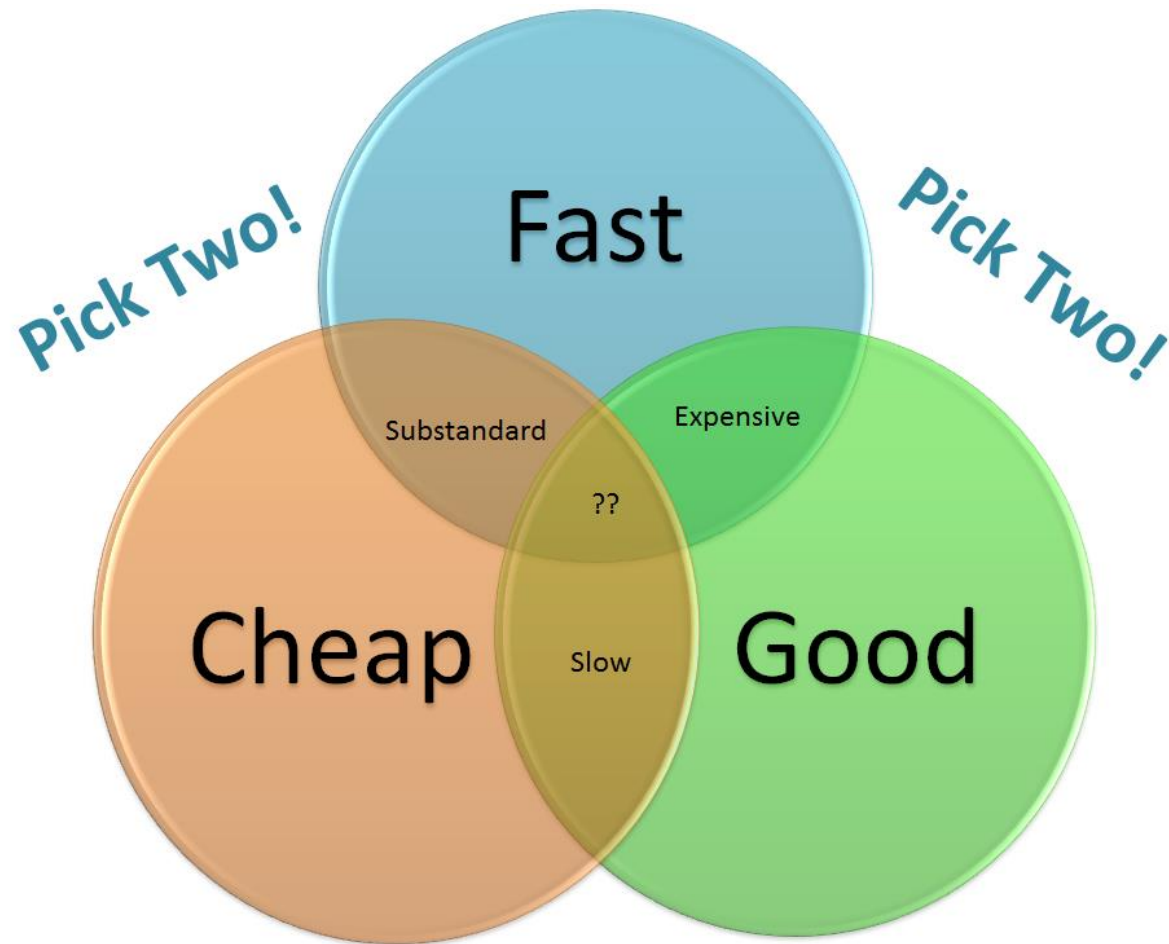 Fast
Pick Two!
Pick Two!
Substandard
Expensive
??
Cheap
Slow
Good